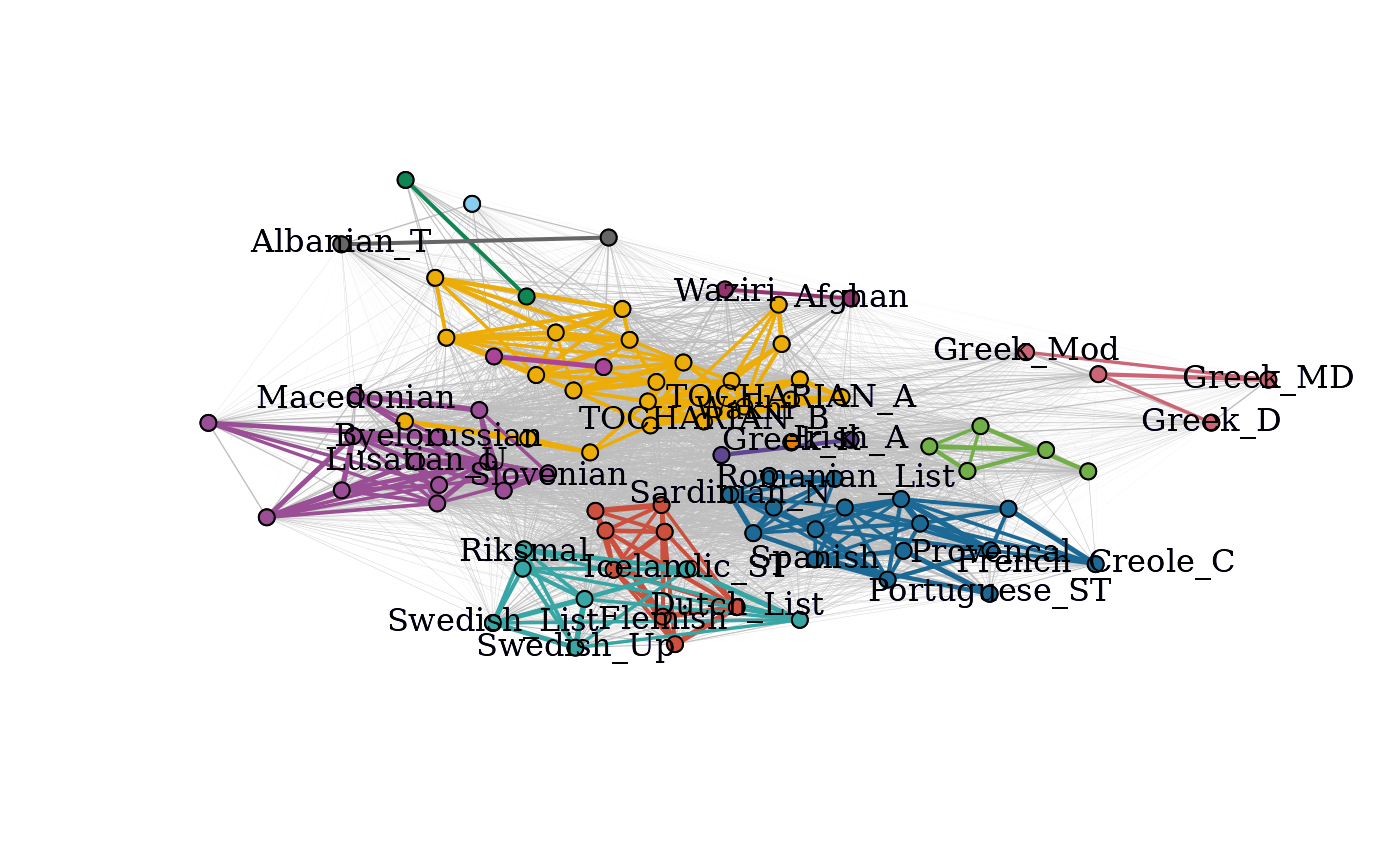 Albanian_T
Waziri
Afghan
Greek_Mod
Greek_MD
Macedonian
TOCHARIAN_A
Wakhi
TOCHARIAN_B
Greek_D
Byelorussian
Greek_K
Irish_A
Lusatian_U
Slovenian
Romanian_List
Sardinian_N
Riksmal
Icelandic_ST
Spanish
Provencal
French_Creole_C
Portuguese_ST
Dutch_List
Swedish_List
Flemish
Swedish_Up